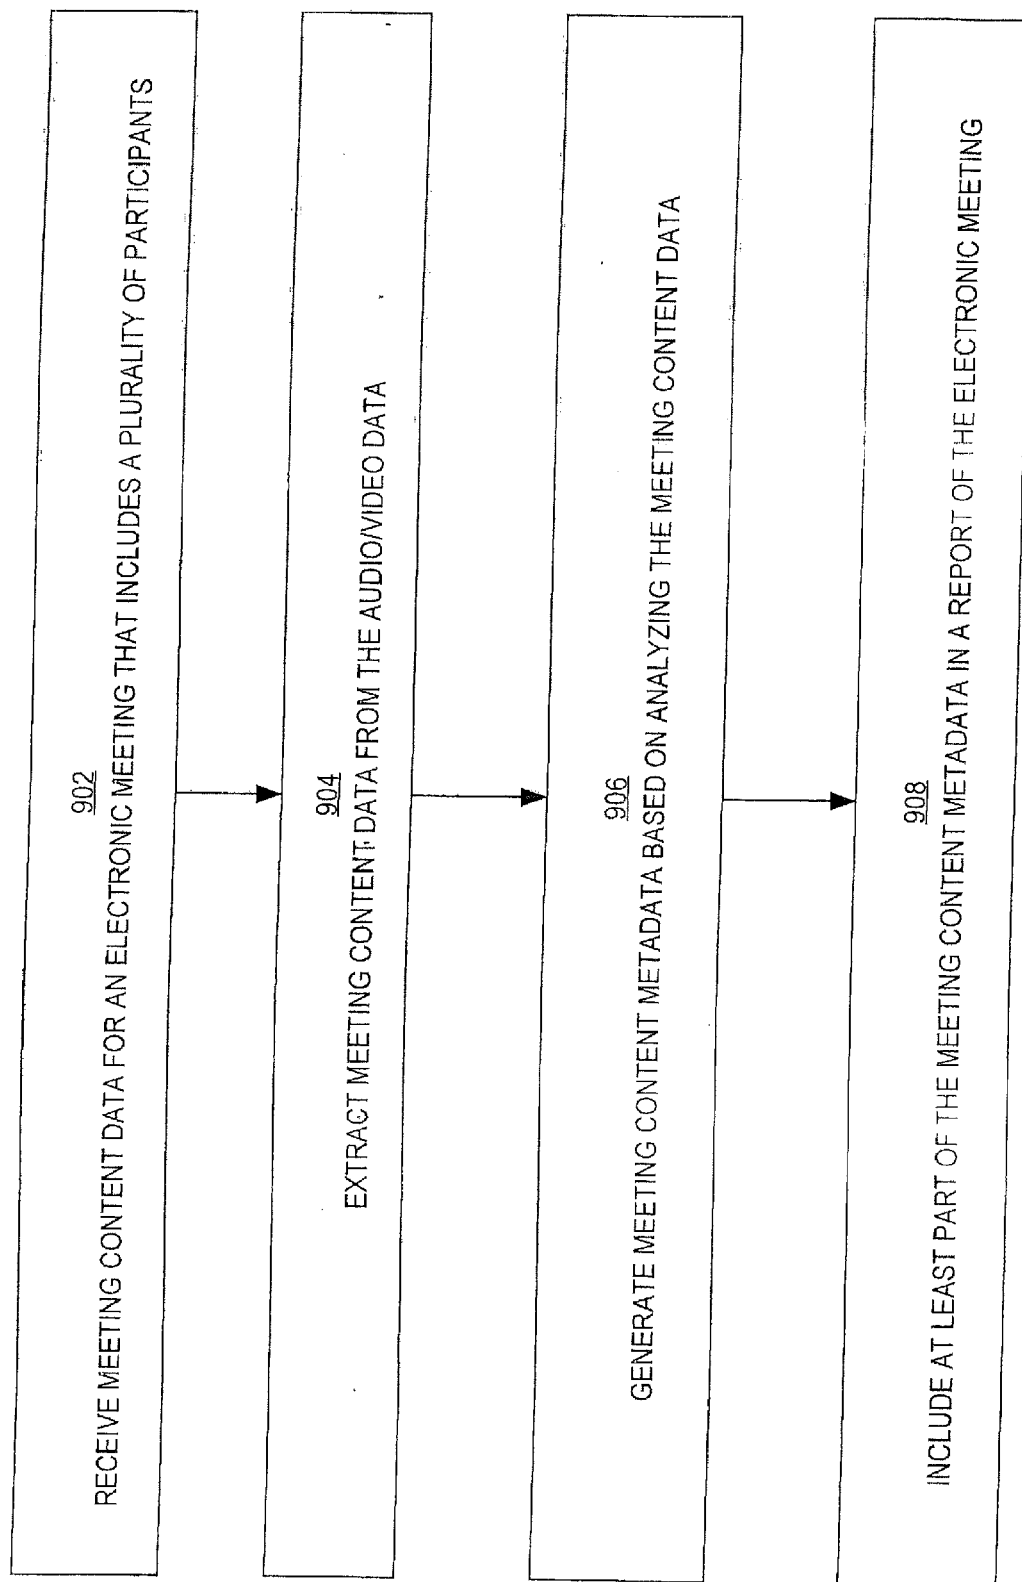 902
RECEIVE MEETING CONTENT DATA FOR AN ELECTRONIC MEETING THAT INCLUDES A PLURALITY OF PARTICIPANTS
904
EXTRACT MEETING CONTENT DATA FROM THE AUDIO/VIDEO DATA
906
GENERATE MEETING CONTENT METADATA BASED ON ANALYZING THE MEETING CONTENT DATA
908
INCLUDE AT LEAST PART OF THE MEETING CONTENT METADATA IN A REPORT OF THE ELECTRONIC MEETING